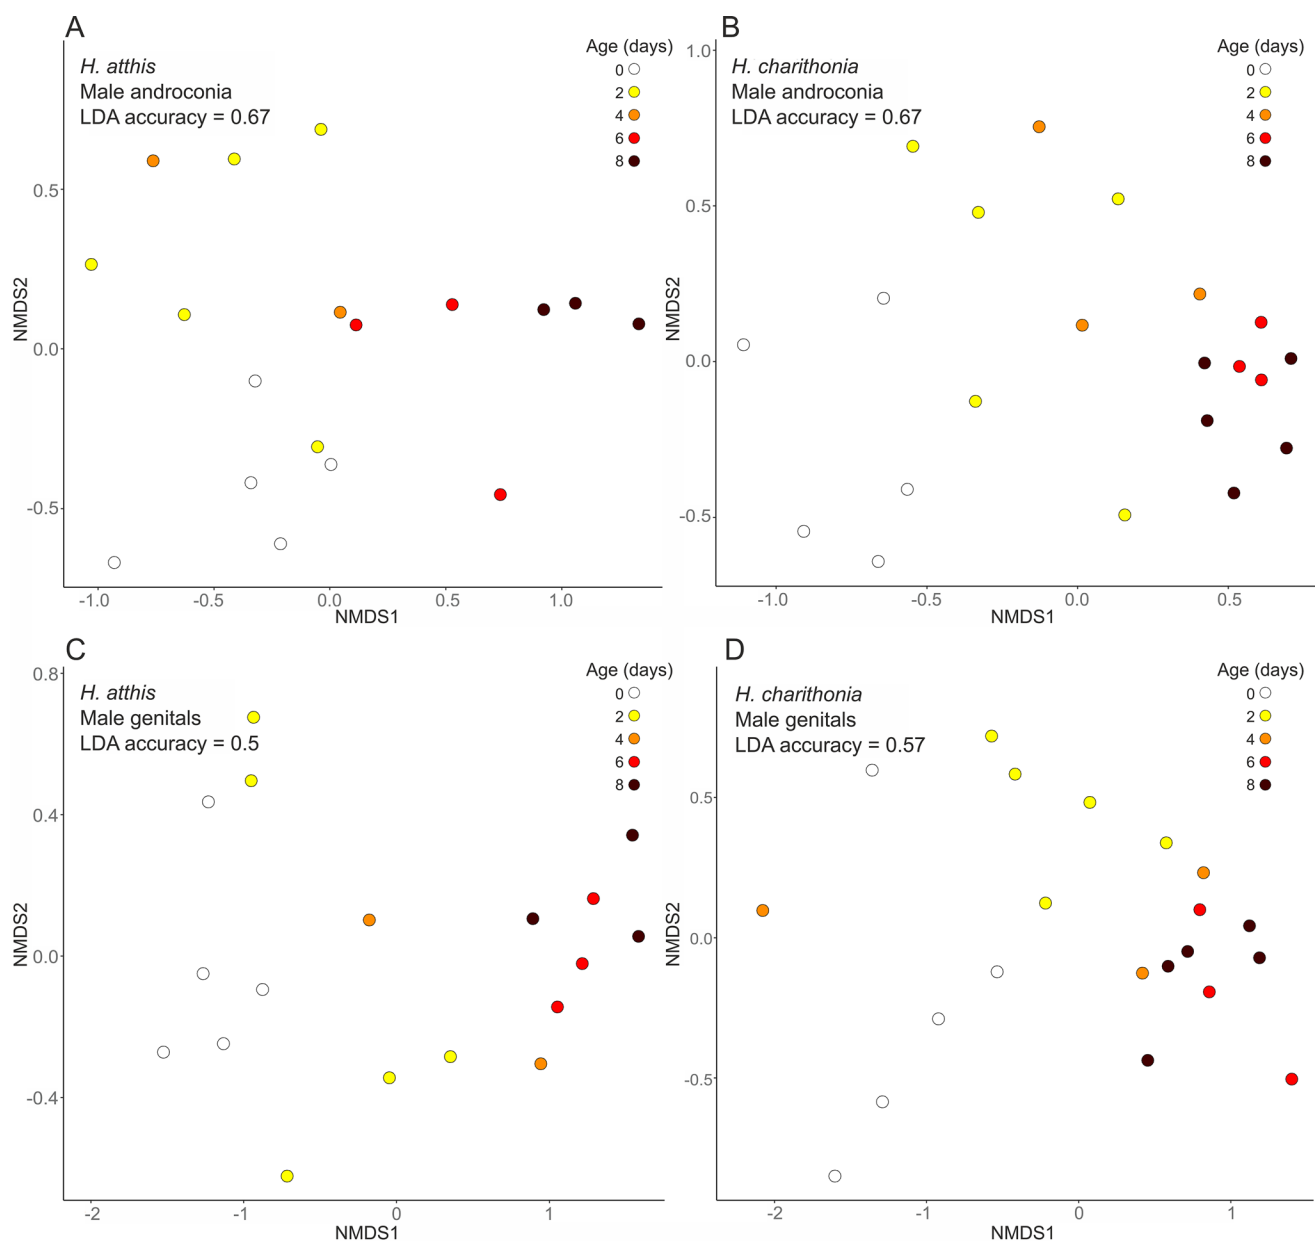 A
H. atthis
Male androconia
LDA accuracy = 0.67
Age (days)
0
2
4
6
8
NMDS2
0.5
0.0
-0.5
-1.0 -0.5 0.0 0.5 1.0
NMDS1
B
H. charithonia
Male androconia
LDA accuracy = 0.67
Age (days)
0
2
4
6
8
NMDS2
1.0
0.5
0.0
-0.5
-1.0 -0.5 0.0 0.5
NMDS1
C
H. atthis
Male genitals
LDA accuracy = 0.5
Age (days)
0
2
4
6
8
NMDS2
0.8
0.4
0.0
-0.4
-2 -1 0 1
NMDS1
D
H. charithonia
Male genitals
LDA accuracy = 0.57
Age (days)
0
2
4
6
8
NMDS2
0.5
0.0
-0.5
-2 -1 0 1
NMDS1